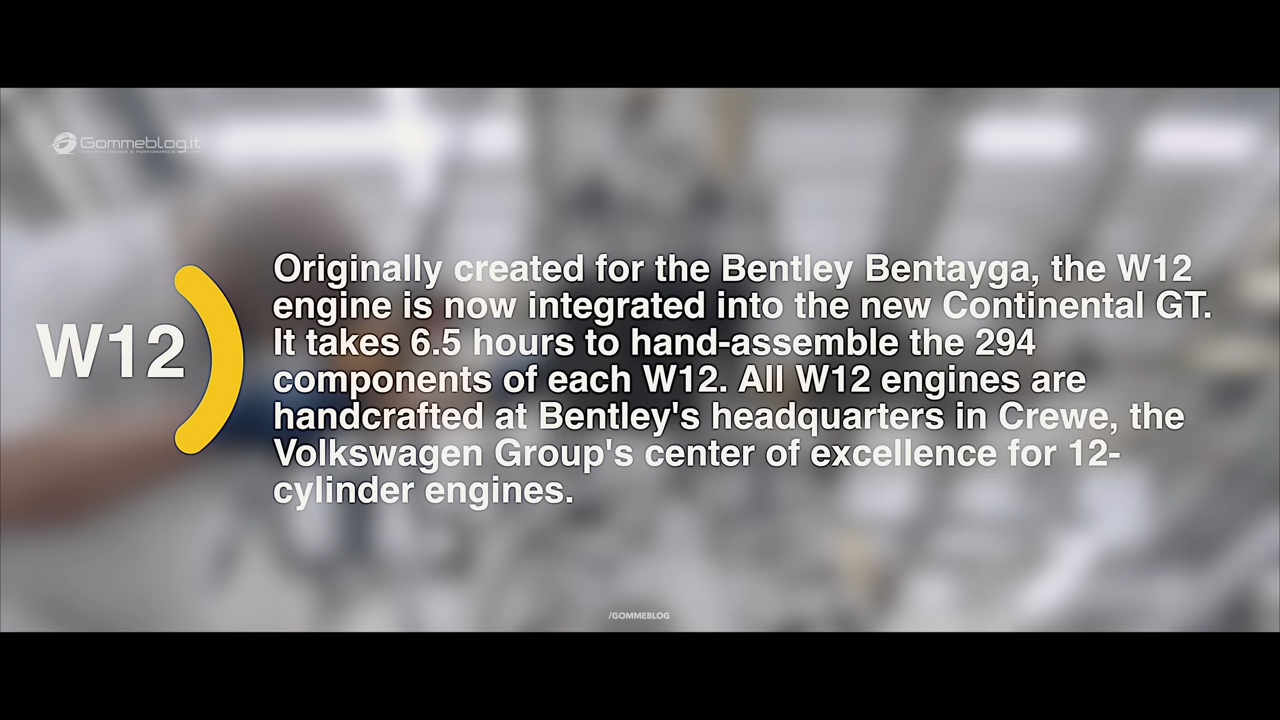 Gommeblog.it
W12
Originally created for the Bentley Bentayga, the W12
engine is now integrated into the new Continental GT.
It takes 6.5 hours to hand-assemble the 294
components of each W12. All W12 engines are
handcrafted at Bentley's headquarters in Crewe, the
Volkswagen Group's center of excellence for 12-
cylinder engines.
/GOMMEBLOG